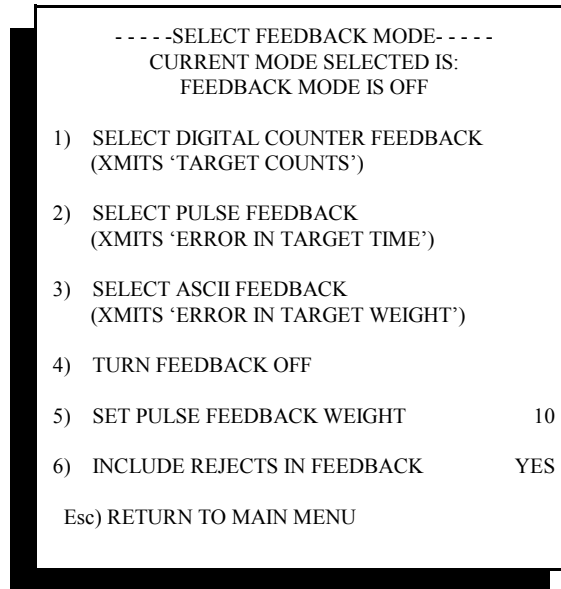 - - - - -SELECT FEEDBACK MODE- - - - -
CURRENT MODE SELECTED IS:
FEEDBACK MODE IS OFF
1) SELECT DIGITAL COUNTER FEEDBACK
(XMITS ‘TARGET COUNTS’)
2) SELECT PULSE FEEDBACK
(XMITS ‘ERROR IN TARGET TIME’)
3) SELECT ASCII FEEDBACK
(XMITS ‘ERROR IN TARGET WEIGHT’)
4) TURN FEEDBACK OFF
5) SET PULSE FEEDBACK WEIGHT 10
6) INCLUDE REJECTS IN FEEDBACK YES
Esc) RETURN TO MAIN MENU